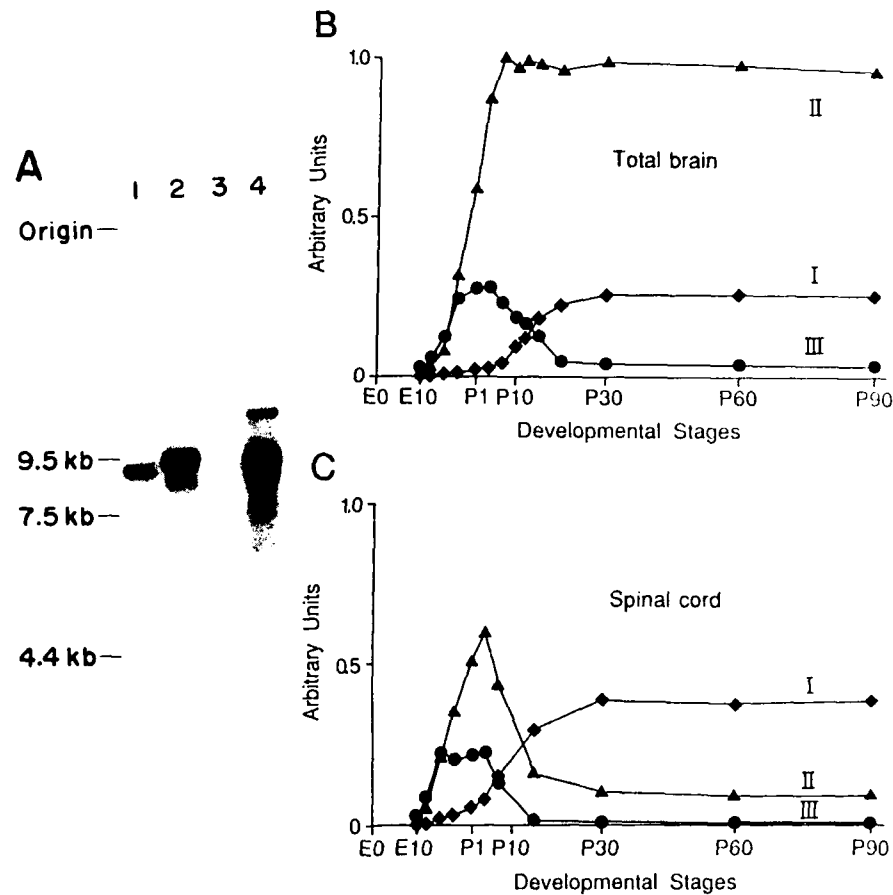 A
1 2 3 4
Origin
9.5 kb
7.5 kb
4.4 kb
B
1.0
0.5
0
Arbitrary Units
Total brain
II
I
III
E0 E10 P1 P10 P30 P60 P90
Developmental Stages
C
1.0
0.5
0
Arbitrary Units
Spinal cord
I
II
III
E0 E10 P1 P10 P30 P60 P90
Developmental Stages